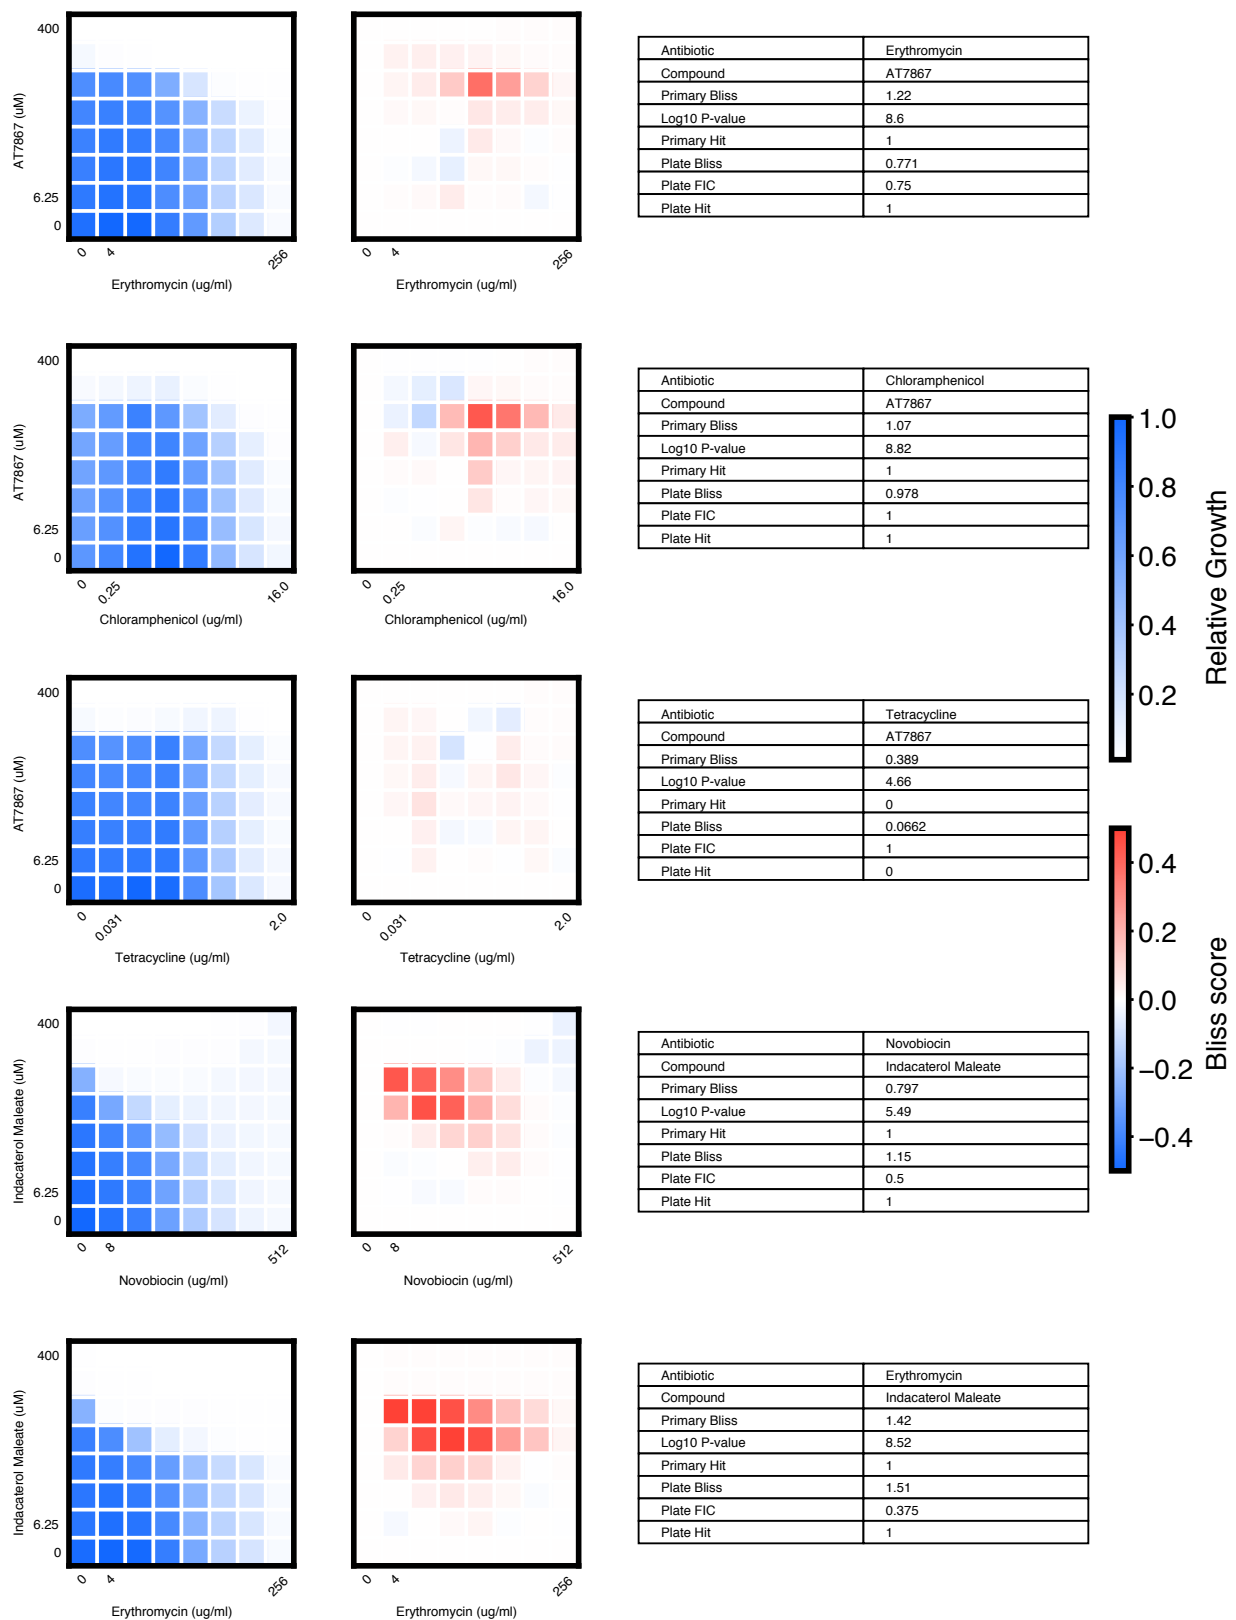 400
AT7867 (uM)
6.25
0
0 4 256
Erythromycin (ug/ml)
0 4 256
Erythromycin (ug/ml)
Antibiotic Erythromycin
Compound AT7867
Primary Bliss 1.22
Log10 P-value 8.6
Primary Hit 1
Plate Bliss 0.771
Plate FIC 0.75
Plate Hit 1
400
AT7867 (uM)
6.25
0
0 0.25 16.0
Chloramphenicol (ug/ml)
0 0.25 16.0
Chloramphenicol (ug/ml)
Antibiotic Chloramphenicol
Compound AT7867
Primary Bliss 1.07
Log10 P-value 8.82
Primary Hit 1
Plate Bliss 0.978
Plate FIC 1
Plate Hit 1
1.0
0.8
0.6
0.4
0.2
Relative Growth
400
AT7867 (uM)
6.25
0
0 0.031 2.0
Tetracycline (ug/ml)
0 0.031 2.0
Tetracycline (ug/ml)
Antibiotic Tetracycline
Compound AT7867
Primary Bliss 0.389
Log10 P-value 4.66
Primary Hit 0
Plate Bliss 0.0662
Plate FIC 1
Plate Hit 0
0.4
0.2
0.0
−0.2
−0.4
Bliss score
400
Indacaterol Maleate (uM)
6.25
0
0 8 512
Novobiocin (ug/ml)
0 8 512
Novobiocin (ug/ml)
Antibiotic Novobiocin
Compound Indacaterol Maleate
Primary Bliss 0.797
Log10 P-value 5.49
Primary Hit 1
Plate Bliss 1.15
Plate FIC 0.5
Plate Hit 1
400
Indacaterol Maleate (uM)
6.25
0
0 4 256
Erythromycin (ug/ml)
0 4 256
Erythromycin (ug/ml)
Antibiotic Erythromycin
Compound Indacaterol Maleate
Primary Bliss 1.42
Log10 P-value 8.52
Primary Hit 1
Plate Bliss 1.51
Plate FIC 0.375
Plate Hit 1